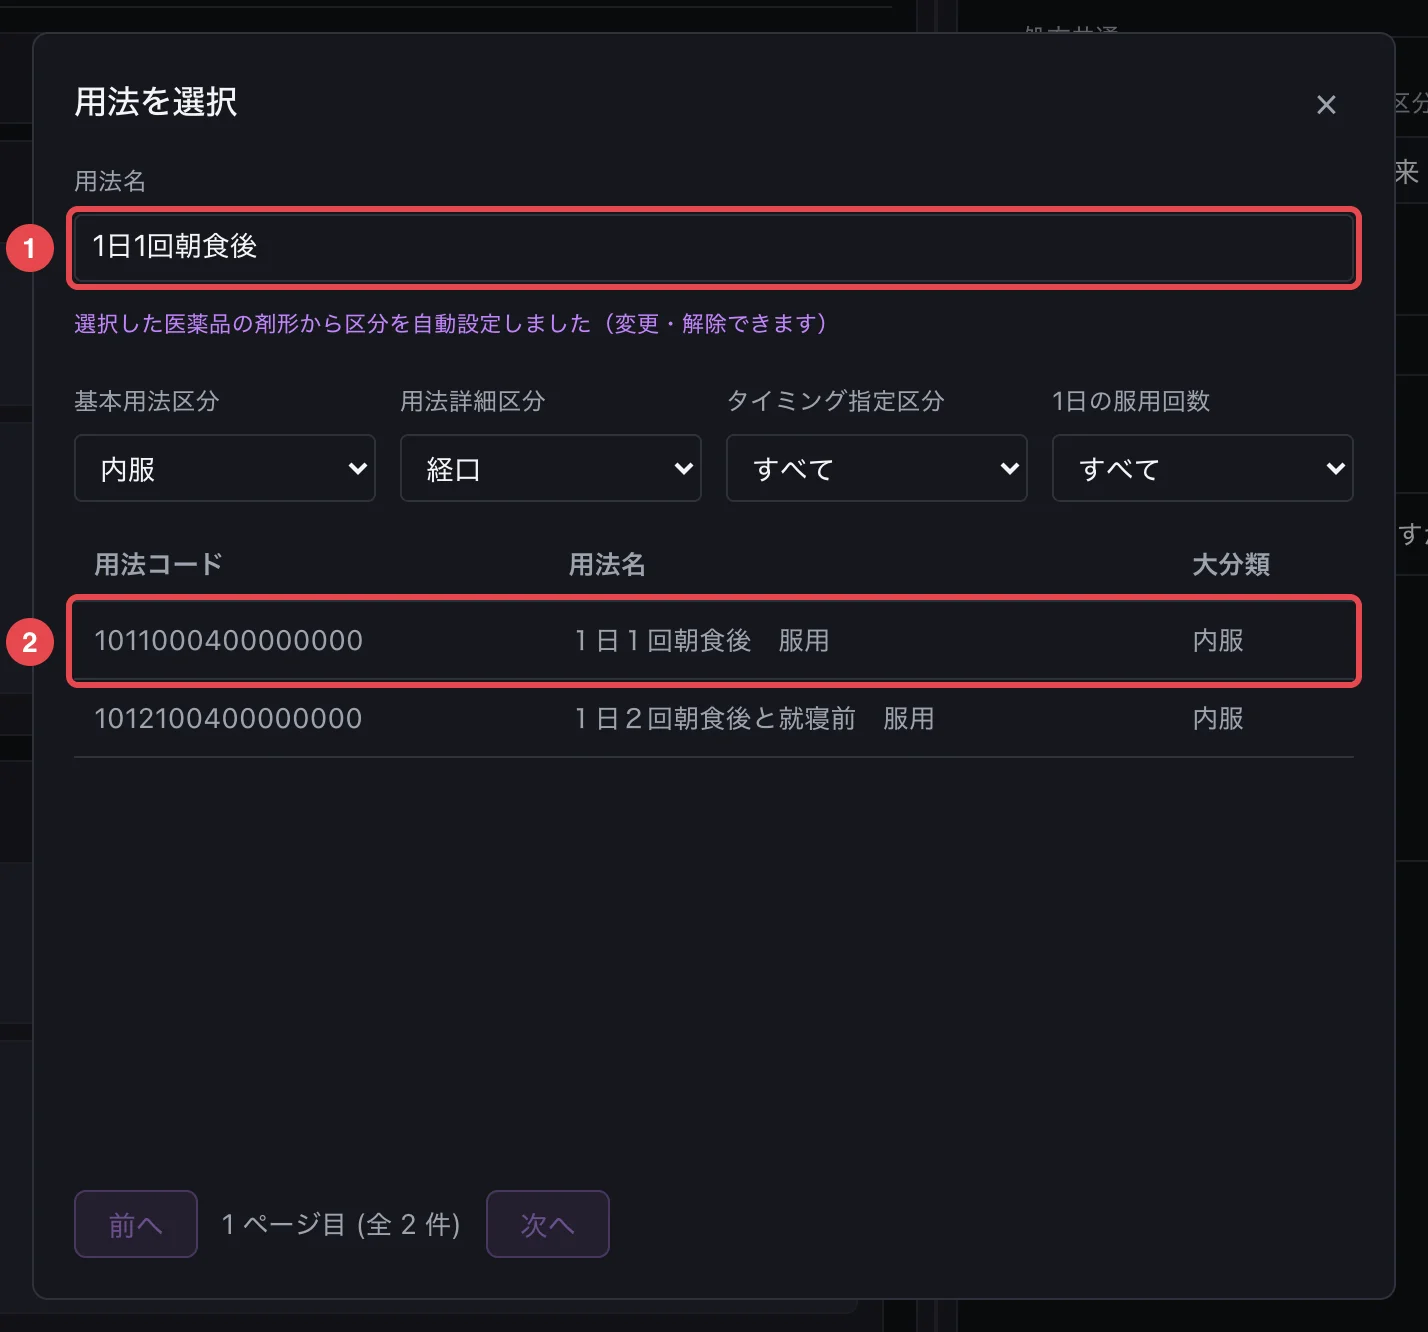 用法を選択
×
用法名
1
1日1回朝食後
選択した医薬品の剤形から区分を自動設定しました（変更・解除できます）
基本用法区分 用法詳細区分 タイミング指定区分 1日の服用回数
内服 経口 すべて すべて
用法コード 用法名 大分類
2
1011000400000000 １日１回朝食後　服用 内服
1012100400000000 １日２回朝食後と就寝前　服用 内服
前へ 1 ページ目 (全 2 件) 次へ
区分
来